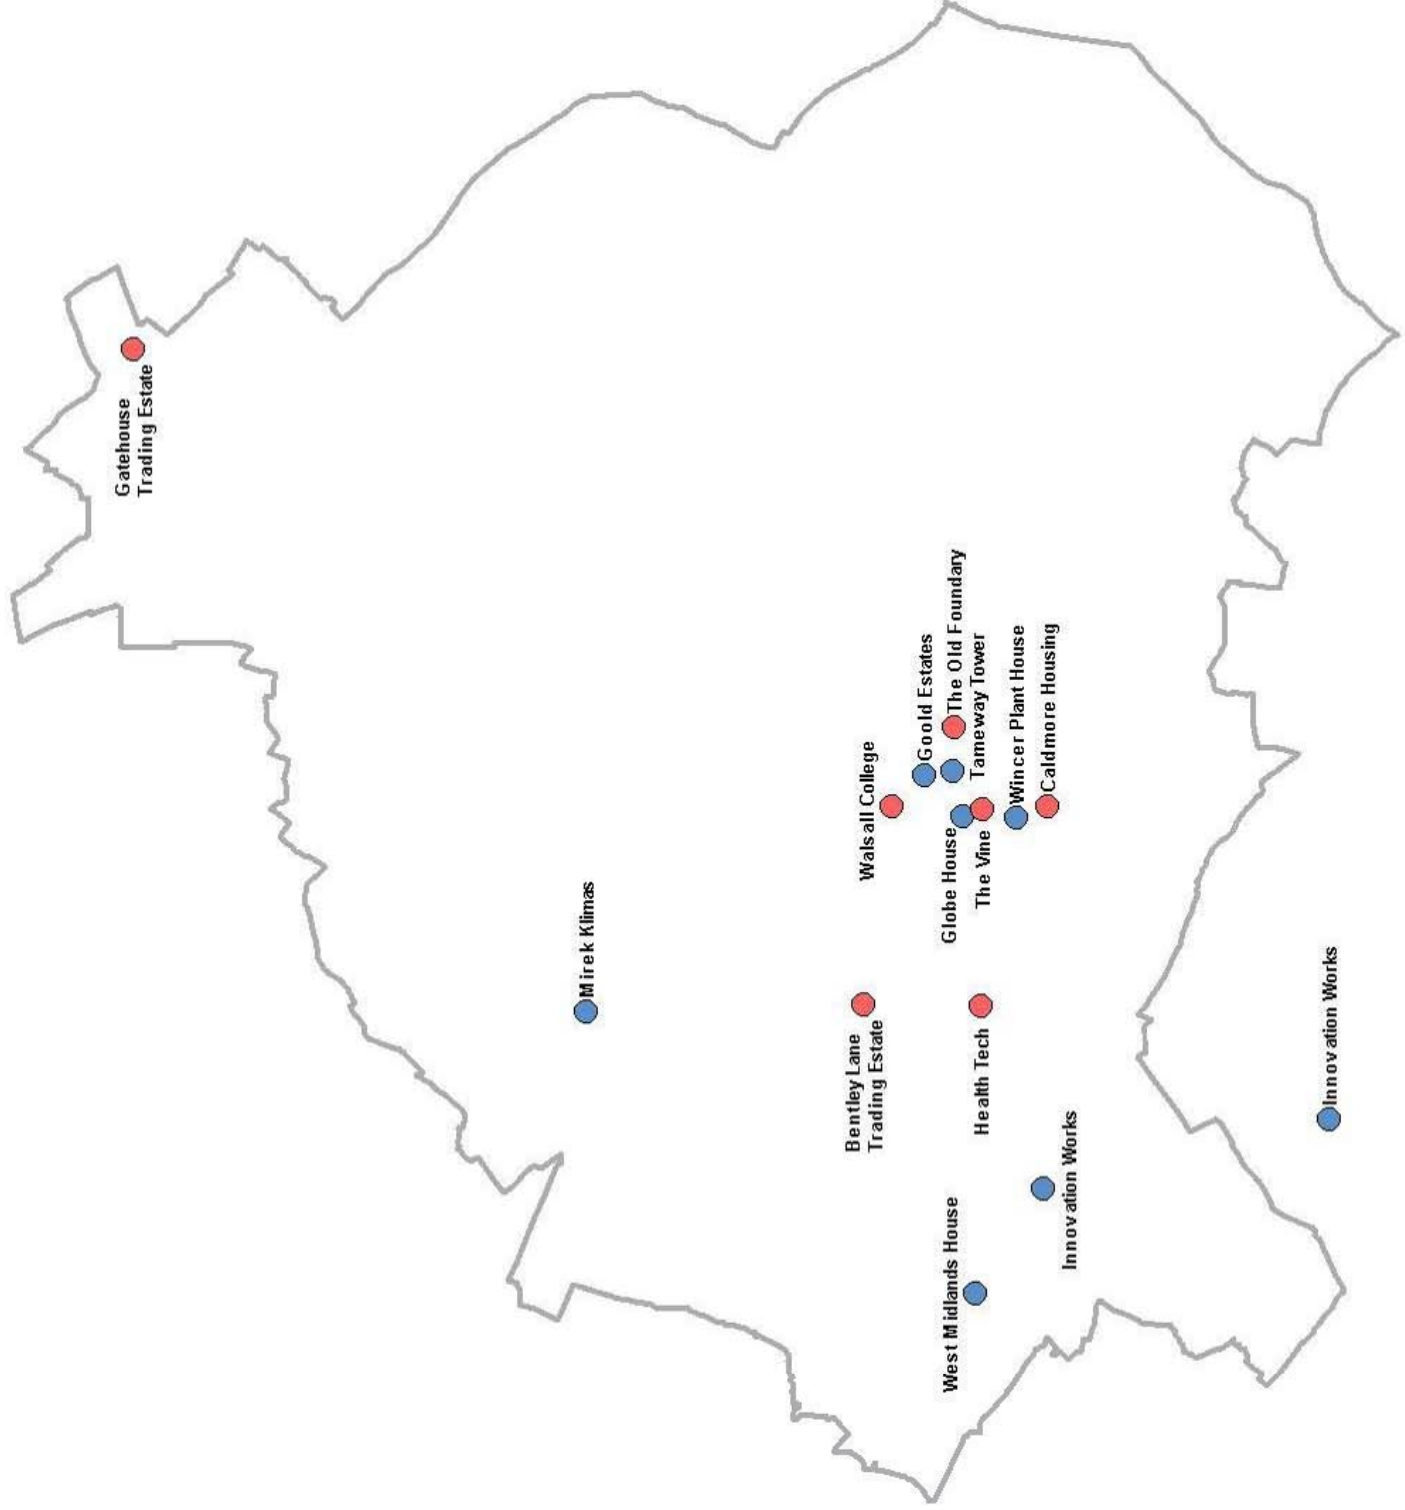 Gatehouse
Trading Estate
Mirek Klimas
Bentley Lane
Trading Estate
Walsall College
Goold Estates
The Old Foundary
Tameway Tower
Globe House
The Vine
Wincer Plant House
Caldmore Housing
Health Tech
West Midlands House
Innovation Works
Innovation Works